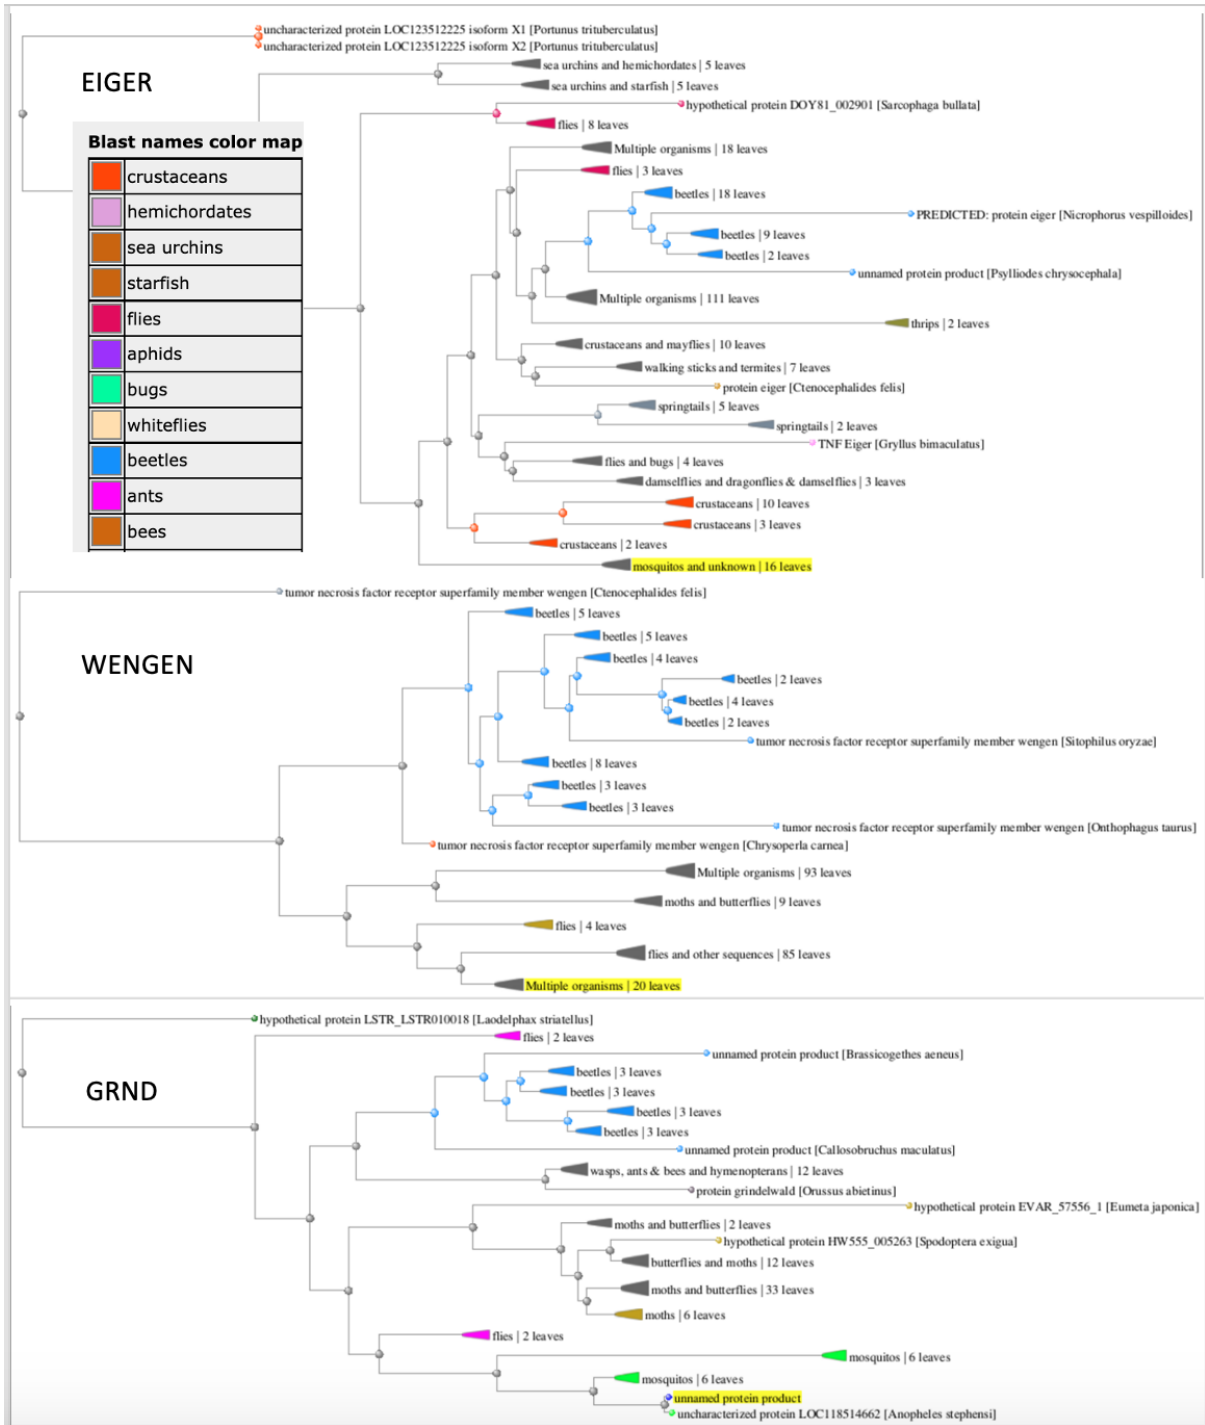 uncharacterized protein LOC123512225 isoform X1 [Portunus trituberculatus]
uncharacterized protein LOC123512225 isoform X2 [Portunus trituberculatus]
sea urchins and hemichordates | 5 leaves
EIGER
sea urchins and starfish | 5 leaves
hypothetical protein DOY81_002901 [Sarcophaga bullata]
flies | 8 leaves
Blast names color map
crustaceans
hemichordates
sea urchins
starfish
flies
aphids
bugs
whiteflies
beetles
ants
bees
Multiple organisms | 18 leaves
flies | 3 leaves
beetles | 18 leaves
PREDICTED: protein eiger [Nicrophorus vespilloides]
beetles | 9 leaves
beetles | 2 leaves
unnamed protein product [Psylliodes chrysocephala]
Multiple organisms | 111 leaves
thrips | 2 leaves
crustaceans and mayflies | 10 leaves
walking sticks and termites | 7 leaves
protein eiger [Ctenocephalides felis]
springtails | 5 leaves
springtails | 2 leaves
TNF Eiger [Gryllus bimaculatus]
flies and bugs | 4 leaves
damselflies and dragonflies & damselflies | 3 leaves
crustaceans | 10 leaves
crustaceans | 3 leaves
crustaceans | 2 leaves
mosquitos and unknown | 16 leaves
tumor necrosis factor receptor superfamily member wengen [Ctenocephalides felis]
beetles | 5 leaves
beetles | 5 leaves
WENGEN
beetles | 4 leaves
beetles | 2 leaves
beetles | 4 leaves
beetles | 2 leaves
tumor necrosis factor receptor superfamily member wengen [Sitophilus oryzae]
beetles | 8 leaves
beetles | 3 leaves
beetles | 3 leaves
tumor necrosis factor receptor superfamily member wengen [Onthophagus taurus]
tumor necrosis factor receptor superfamily member wengen [Chrysoperla carnea]
Multiple organisms | 93 leaves
moths and butterflies | 9 leaves
flies | 4 leaves
flies and other sequences | 85 leaves
Multiple organisms | 20 leaves
hypothetical protein LSTR_LSTR010018 [Laodelphax striatellus]
flies | 2 leaves
unnamed protein product [Brassicogethes aeneus]
beetles | 3 leaves
GRND
beetles | 3 leaves
beetles | 3 leaves
beetles | 3 leaves
unnamed protein product [Callosobruchus maculatus]
wasps, ants & bees and hymenopterans | 12 leaves
protein grindelwald [Orussus abietinus]
hypothetical protein EVAR_57556_1 [Eumeta japonica]
moths and butterflies | 2 leaves
hypothetical protein HW555_005263 [Spodoptera exigua]
butterflies and moths | 12 leaves
moths and butterflies | 33 leaves
moths | 6 leaves
flies | 2 leaves
mosquitos | 6 leaves
mosquitos | 6 leaves
unnamed protein product
uncharacterized protein LOC118514662 [Anopheles stephensi]